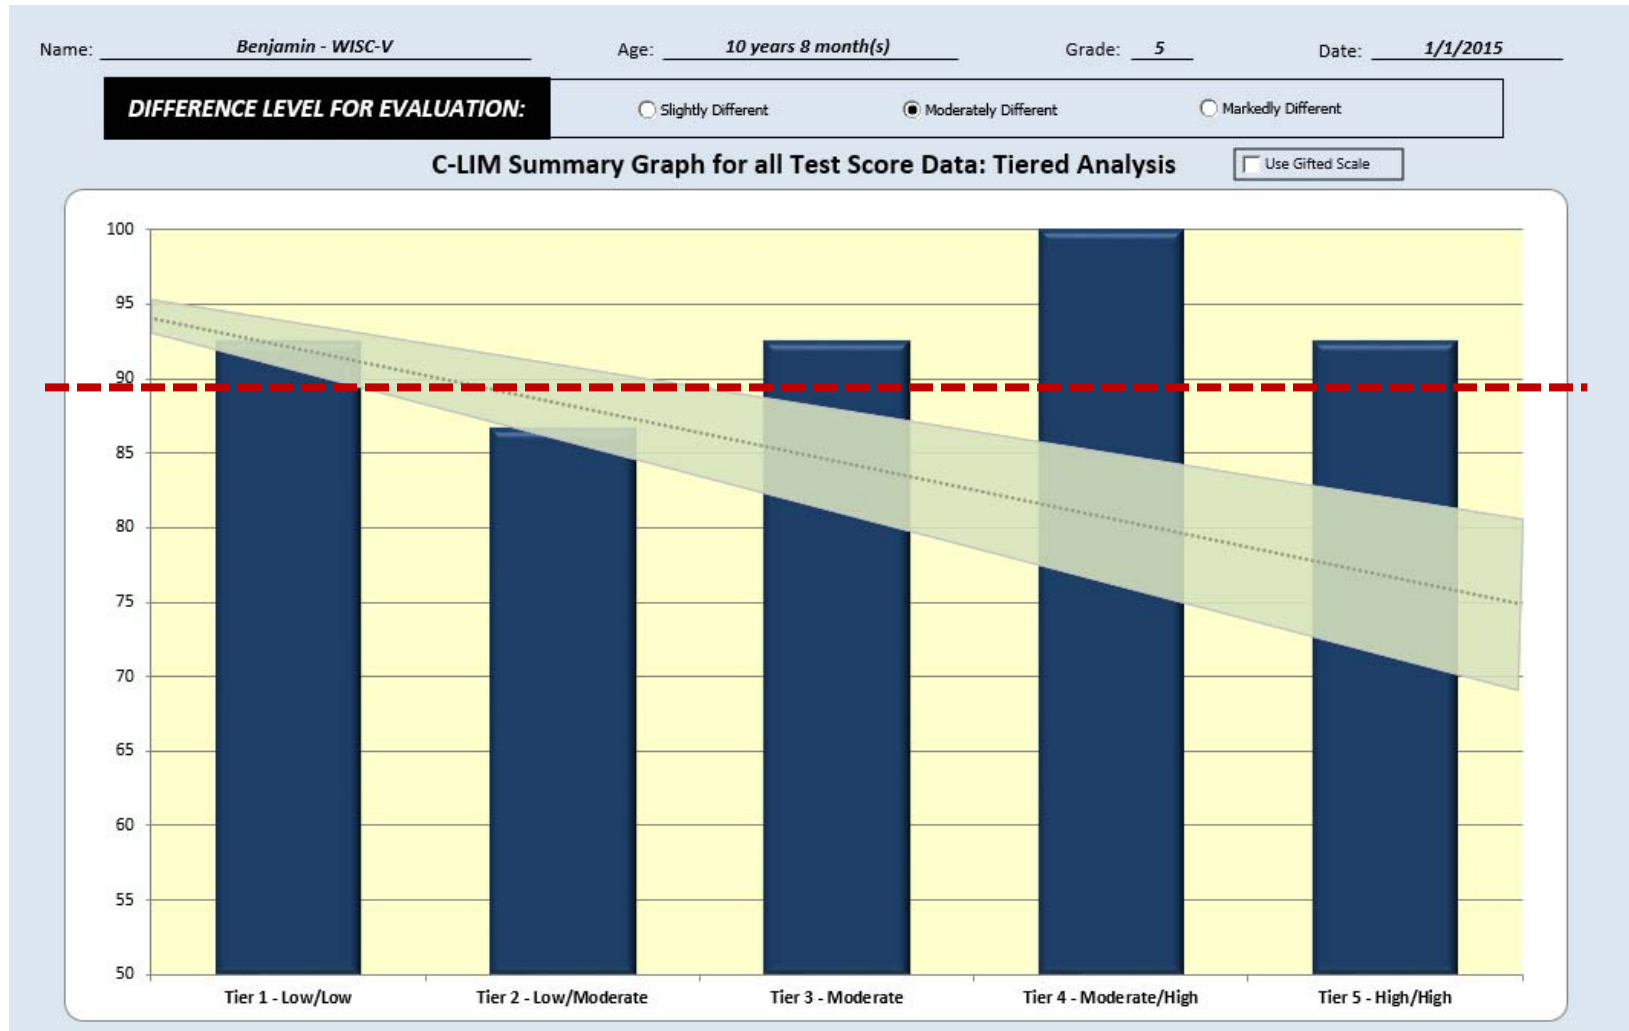 Name: Benjamin - WISC-V Age: 10 years 8 month(s) Grade: 5 Date: 1/1/2015
DIFFERENCE LEVEL FOR EVALUATION: Slightly Different Moderately Different Markedly Different
C-LIM Summary Graph for all Test Score Data: Tiered Analysis Use Gifted Scale
100
95
90
85
80
75
70
65
60
55
50
Tier 1 - Low/Low Tier 2 - Low/Moderate Tier 3 - Moderate Tier 4 - Moderate/High Tier 5 - High/High